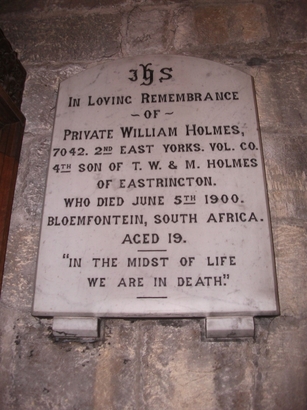 IHS
IN LOVING REMEMBRANCE
– OF –
PRIVATE WILLIAM HOLMES,
7042. 2ND EAST YORKS. VOL. CO.
4TH SON OF T. W. & M. HOLMES
OF EASTRINGTON.
WHO DIED JUNE 5TH 1900.
BLOEMFONTEIN, SOUTH AFRICA.
AGED 19.
"IN THE MIDST OF LIFE
WE ARE IN DEATH."